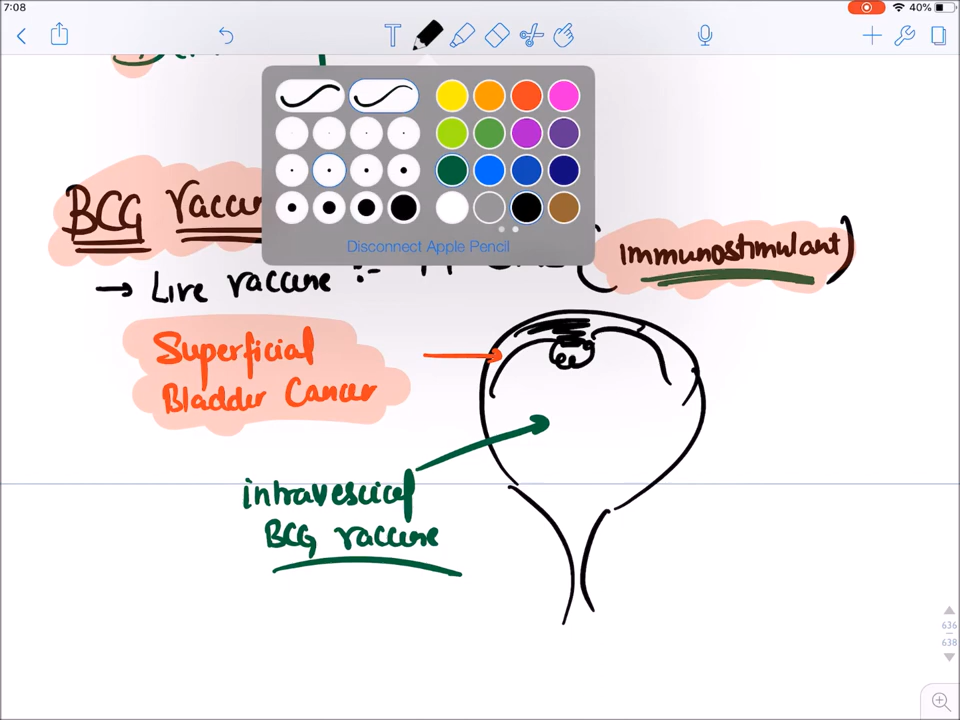 7:08
40%
T
Disconnect Apple Pencil
BCG
(immunostimulant)
→ Live vaccine :-
Superficial
Bladder Cancer
intravesical
BCG vaccine
636
638